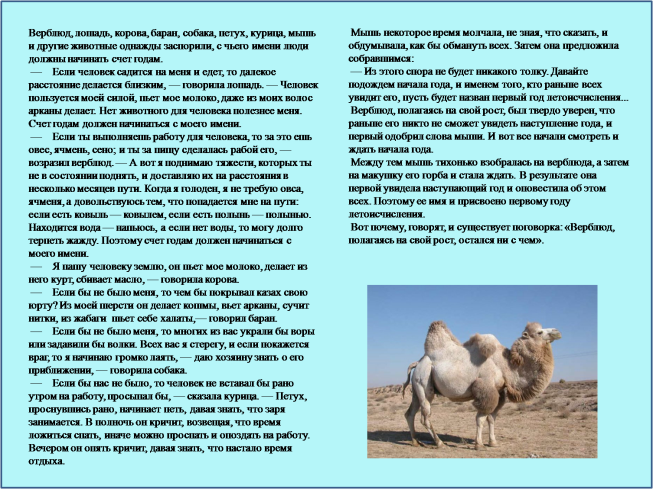 Верблюд, лошадь, корова, баран, собака, петух, курица, мышь
и другие животные однажды заспорили, с чьего имени люди
должны начинать счет годам.
— Если человек садится на меня и едет, то далекое
расстояние делается близким, — говорила лошадь. — Человек
пользуется моей силой, пьет мое молоко, даже из моих волос
арканы делает. Нет животного для человека полезнее меня.
Счет годам должен начинаться с моего имени.
— Если ты выполняешь работу для человека, то за это ешь
овес, ячмень, сено; и ты за пищу сделалась рабой его, —
возразил верблюд. — А вот я поднимаю тяжести, которых ты
не в состоянии поднять, и доставляю их на расстояния в
несколько месяцев пути. Когда я голоден, я не требую овса,
ячменя, а довольствуюсь тем, что попадается мне на пути:
если есть ковыль — ковылем, если есть полынь — полынью.
Находится вода — напьюсь, а если нет воды, то могу долго
терпеть жажду. Поэтому счет годам должен начинаться с
моего имени.
— Я пашу человеку землю, он пьет мое молоко, делает из
него курт, сбивает масло, — говорила корова.
— Если бы не было меня, то чем бы покрывал казах свою
юрту? Из моей шерсти он делает кошмы, вьет арканы, сучит
нитки, из жабаги шьет себе халаты,— говорил баран.
— Если бы не было меня, то многих из вас украли бы воры
или задавили бы волки. Всех вас я стерегу, и если покажется
враг, то я начинаю громко лаять, — даю хозяину знать о его
приближении, — говорила собака.
— Если бы нас не было, то человек не вставал бы рано
утром на работу, просыпал бы, — сказала курица. — Петух,
проснувшись рано, начинает петь, давая знать, что заря
занимается. В полночь он кричит, возвещая, что время
ложиться спать, иначе можно проспать и опоздать на работу.
Вечером он опять кричит, давая знать, что настало время
отдыха.
Мышь некоторое время молчала, не зная, что сказать, и
обдумывала, как бы обмануть всех. Затем она предложила
собравшимся:
— Из этого спора не будет никакого толку. Давайте
подождем начала года, и именем того, кто раньше всех
увидит его, пусть будет назван первый год летоисчисления...
Верблюд, полагаясь на свой рост, был твердо уверен, что
раньше его никто не сможет увидеть наступление года, и
первый одобрил слова мыши. И вот все начали смотреть и
ждать начала года.
Между тем мышь тихонько взобралась на верблюда, а затем
на макушку его горба и стала ждать. В результате она
первой увидела наступающий год и оповестила об этом
всех. Поэтому ее имя и присвоено первому году
летоисчисления.
Вот почему, говорят, и существует поговорка: «Верблюд,
полагаясь на свой рост, остался ни с чем».